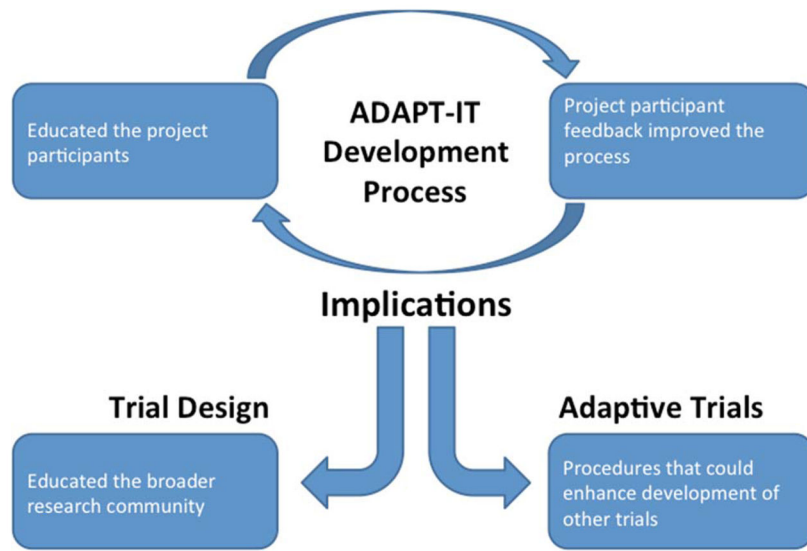 Educated the project
participants
ADAPT-IT
Development
Process
Project participant
feedback improved the
process
Implications
Trial Design
Educated the broader
research community
Adaptive Trials
Procedures that could
enhance development of
other trials